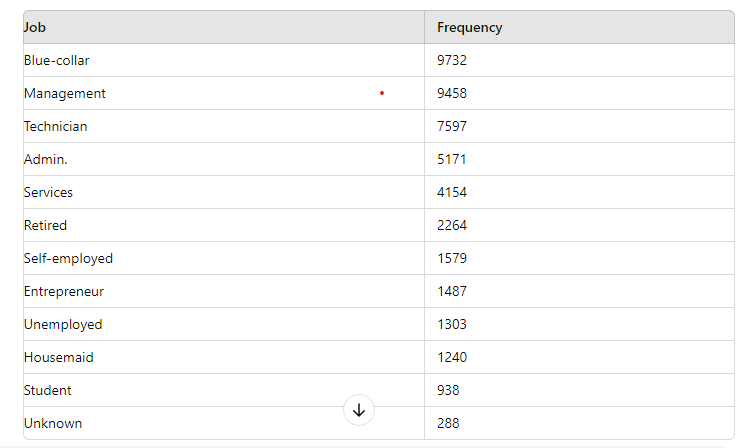 Job Frequency
Blue-collar 9732
Management 9458
Technician 7597
Admin. 5171
Services 4154
Retired 2264
Self-employed 1579
Entrepreneur 1487
Unemployed 1303
Housemaid 1240
Student 938
Unknown 288